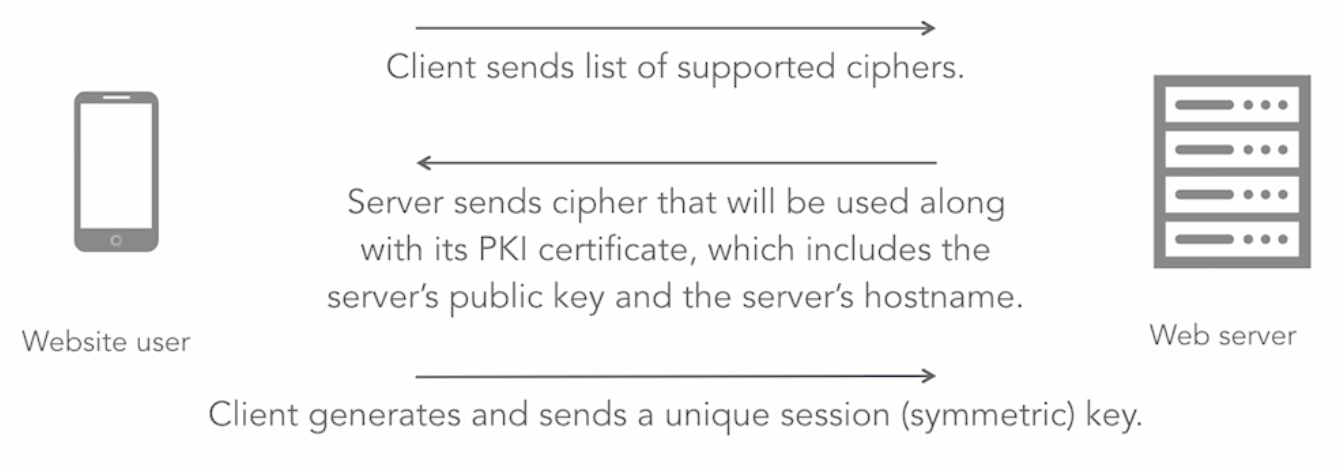 Client sends list of supported ciphers.
Server sends cipher that will be used along
with its PKI certificate, which includes the
server's public key and the server's hostname.
Website user
Web server
Client generates and sends a unique session (symmetric) key.